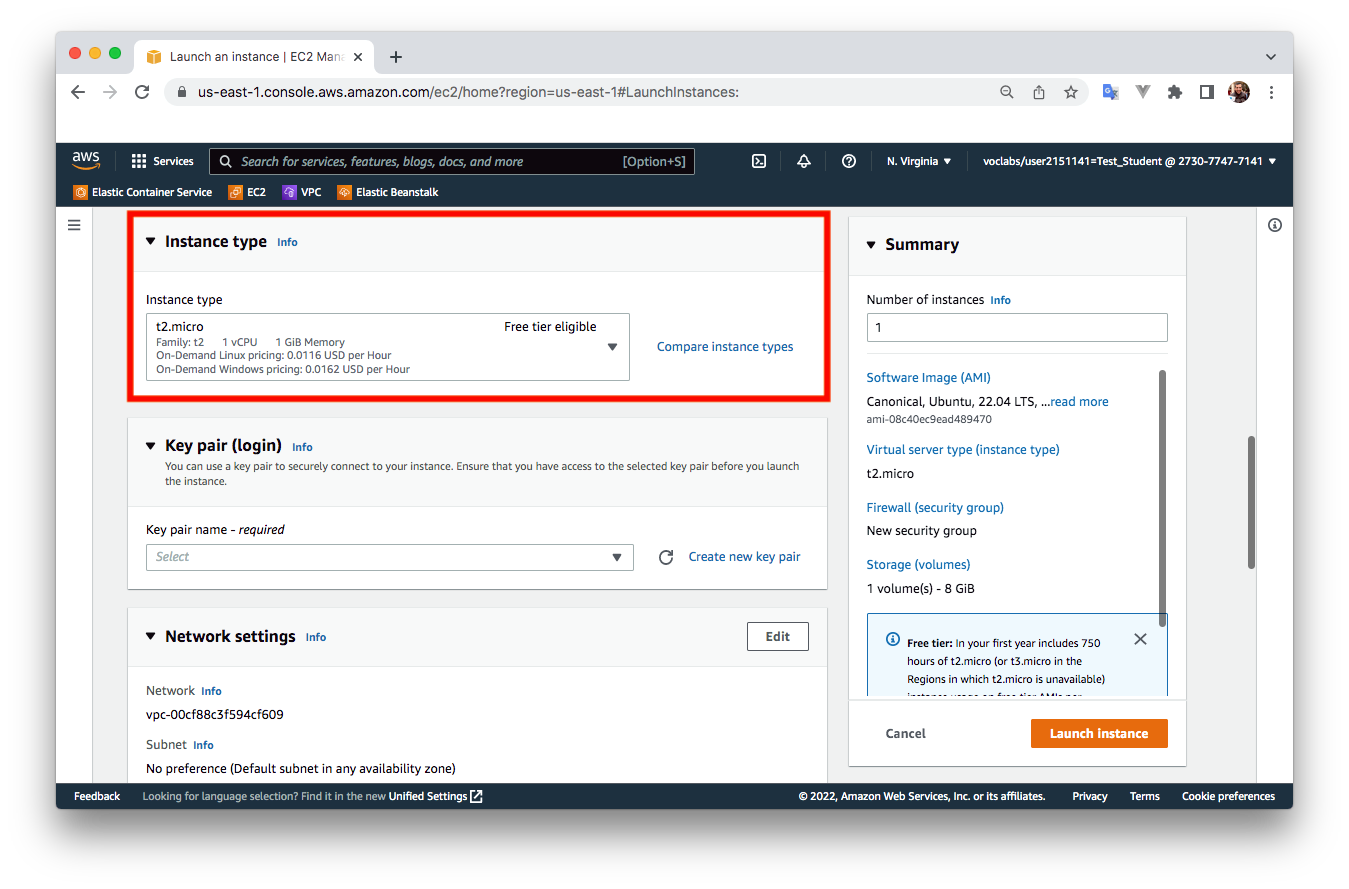 Launch an instance | EC2 Man
us-east-1.console.aws.amazon.com/ec2/home?region=us-east-1#LaunchInstances:
aws
Services
Search for services, features, blogs, docs, and more
[Option+S]
N. Virginia
voclabs/user2151141=Test_Student @ 2730-7747-7141
Elastic Container Service
EC2
VPC
Elastic Beanstalk
Instance type Info
Instance type
t2.micro
Free tier eligible
Family: t2 1 vCPU 1 GiB Memory
On-Demand Linux pricing: 0.0116 USD per Hour
On-Demand Windows pricing: 0.0162 USD per Hour
Compare instance types
Key pair (login) Info
You can use a key pair to securely connect to your instance. Ensure that you have access to the selected key pair before you launch
the instance.
Key pair name - required
Select
Create new key pair
Network settings Info
Edit
Network Info
vpc-00cf88c3f594cf609
Subnet Info
No preference (Default subnet in any availability zone)
Summary
Number of instances Info
1
Software Image (AMI)
Canonical, Ubuntu, 22.04 LTS, ...read more
ami-08c40ec9ead489470
Virtual server type (instance type)
t2.micro
Firewall (security group)
New security group
Storage (volumes)
1 volume(s) - 8 GiB
Free tier: In your first year includes 750
hours of t2.micro (or t3.micro in the
Regions in which t2.micro is unavailable)
instance usage on free tier AMIs per
Cancel
Launch instance
Feedback
Looking for language selection? Find it in the new Unified Settings
© 2022, Amazon Web Services, Inc. or its affiliates.
Privacy
Terms
Cookie preferences